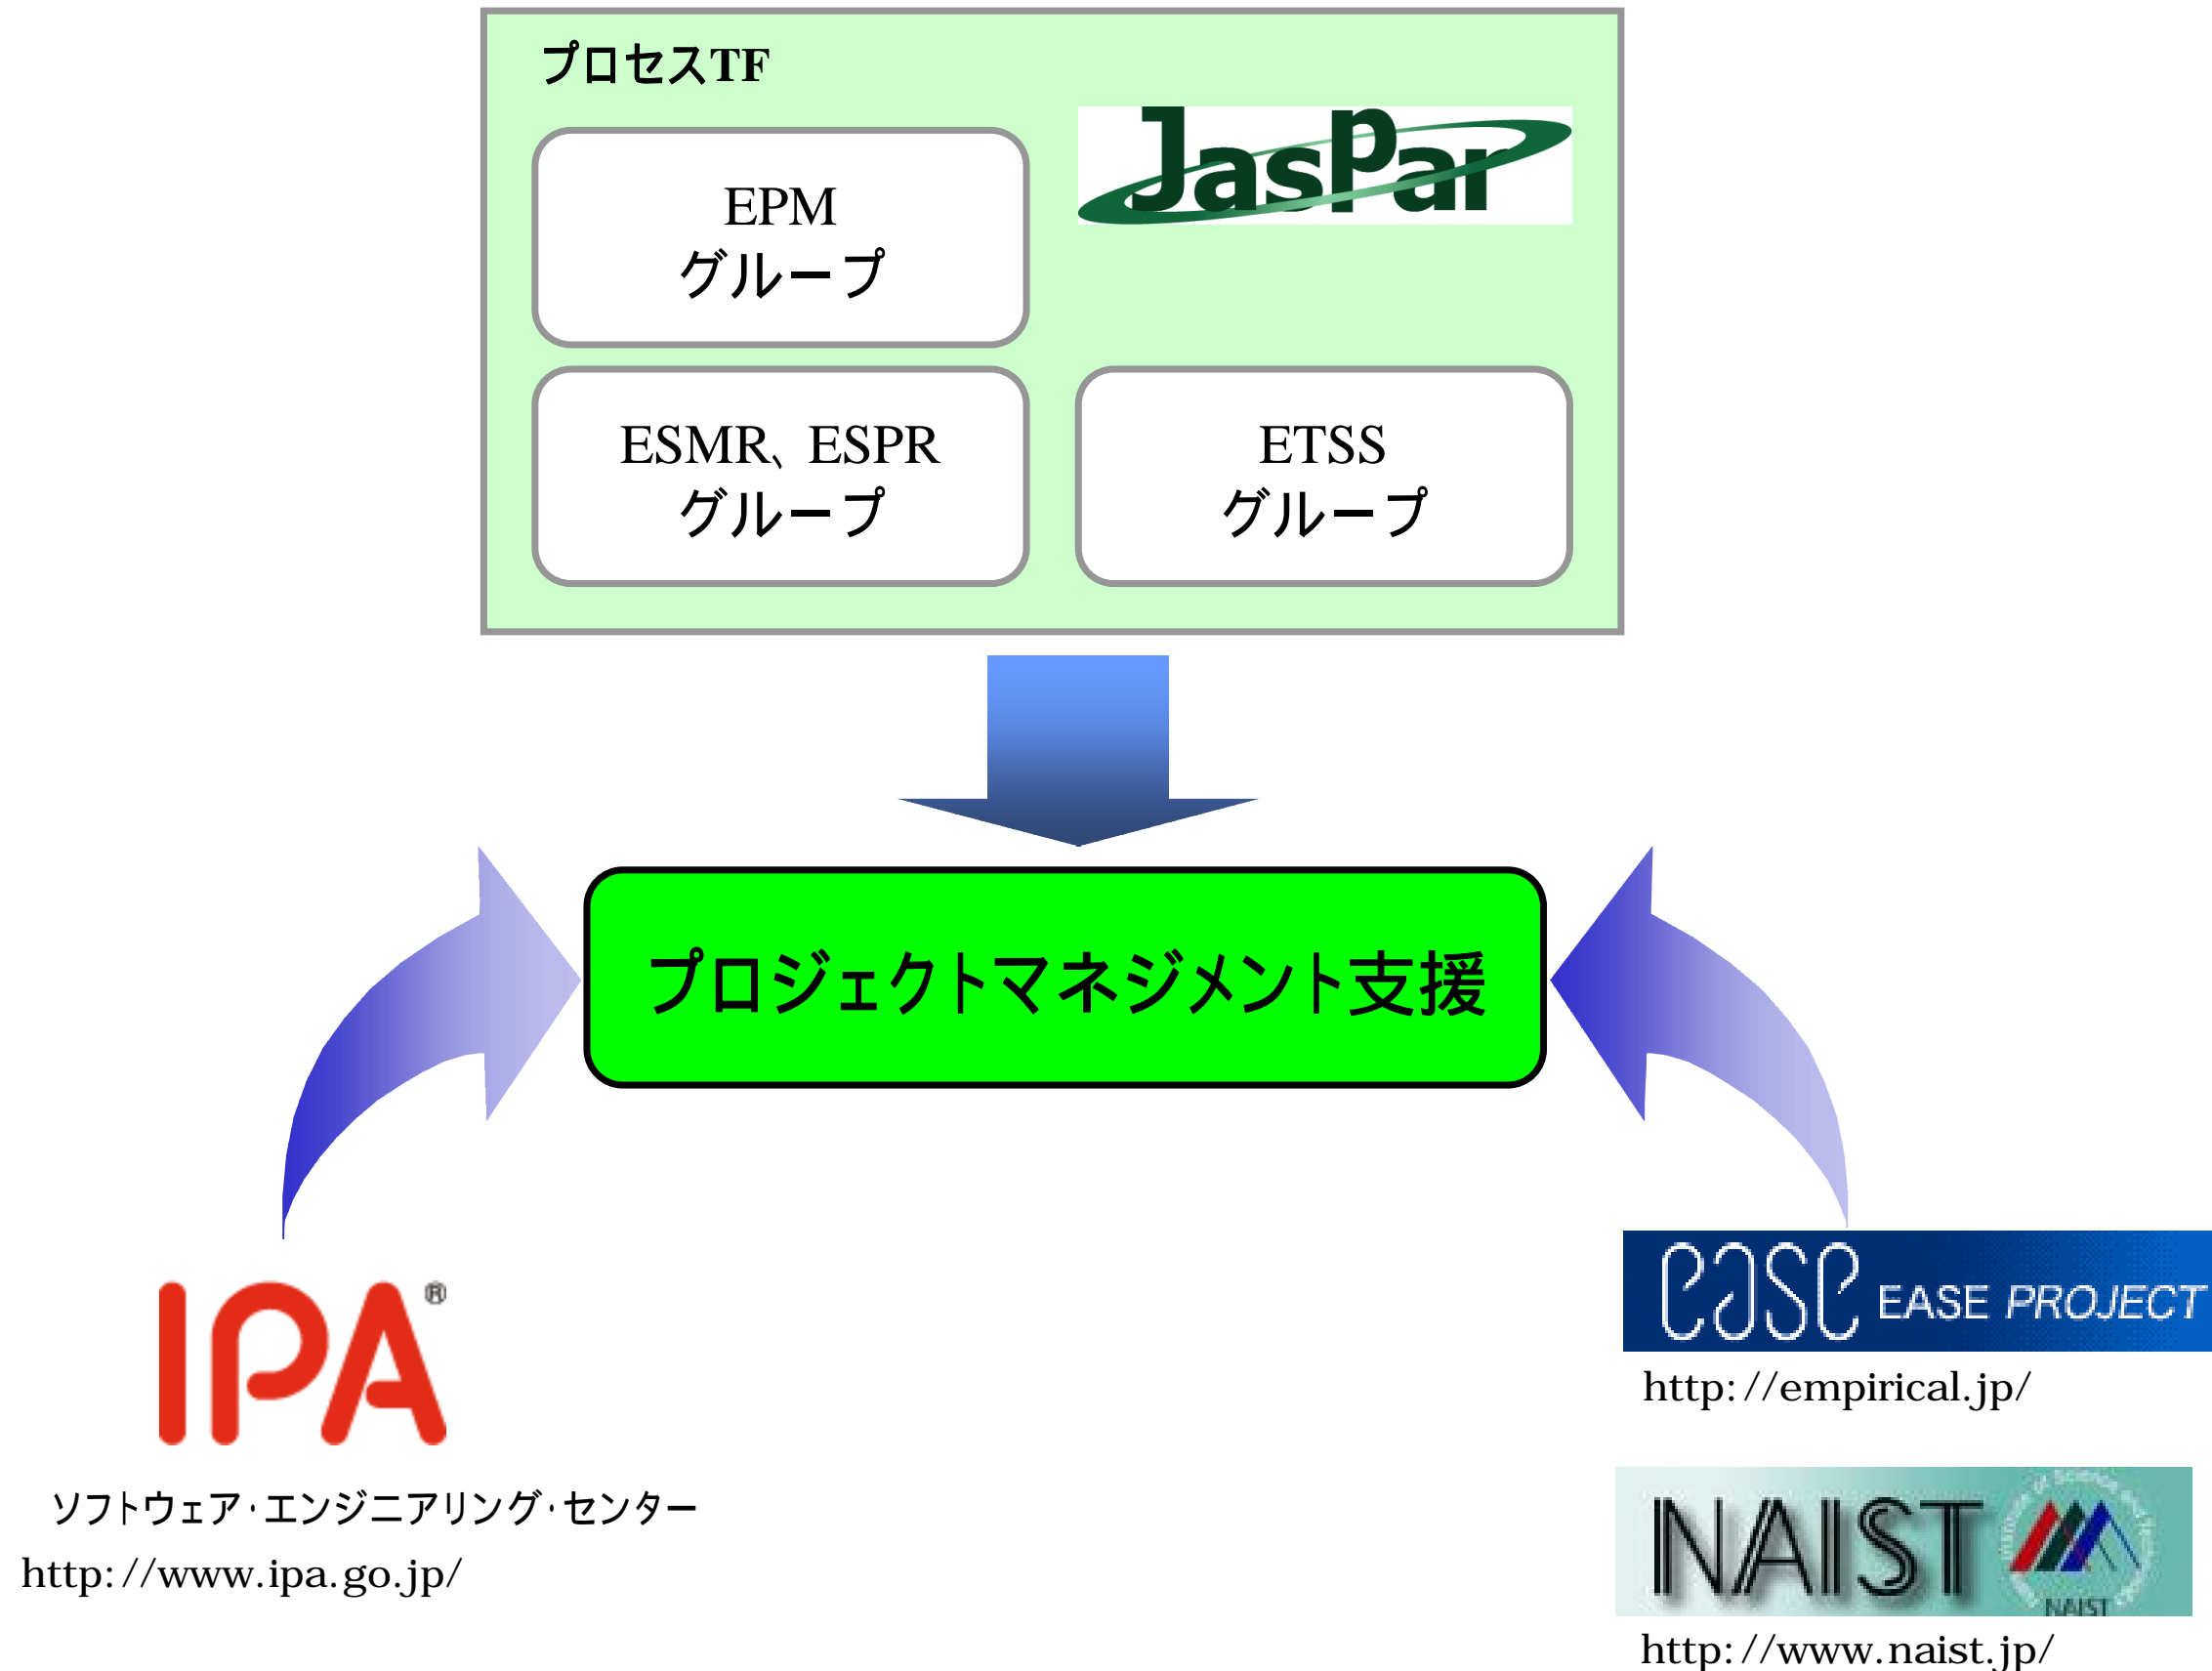 プロセスTF
JasPar
EPM
グループ
ESMR、ESPR
グループ
ETSS
グループ
プロジェクトマネジメント支援
IPA®
ソフトウェア・エンジニアリング・センター
http://www.ipa.go.jp/
ease EASE PROJECT
http://empirical.jp/
NAIST
NAIST
http://www.naist.jp/